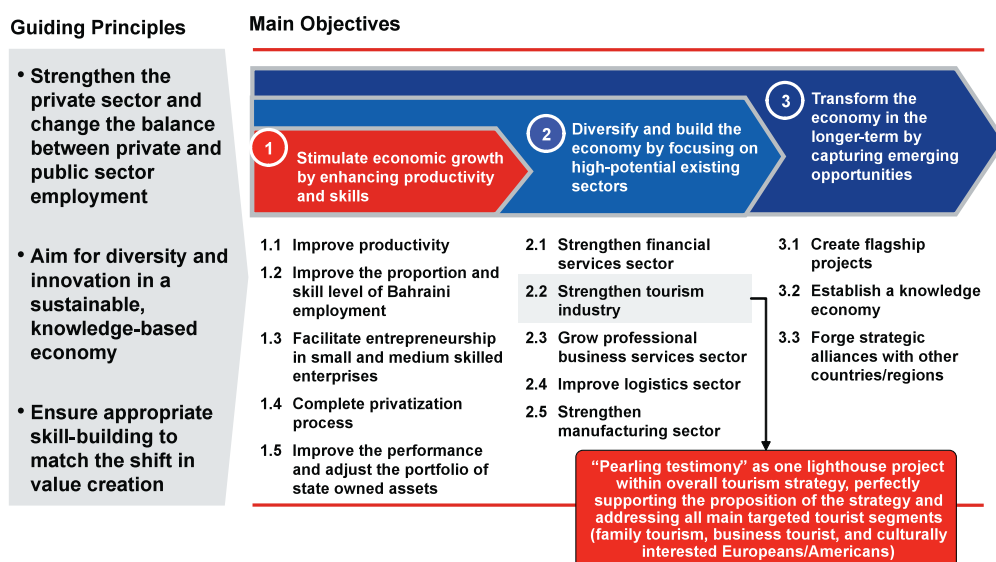 Guiding Principles
• Strengthen the
private sector and
change the balance
between private and
public sector
employment
• Aim for diversity and
innovation in a
sustainable,
knowledge-based
economy
• Ensure appropriate
skill-building to
match the shift in
value creation
Main Objectives
1
Stimulate economic growth
by enhancing productivity
and skills
2
Diversify and build the
economy by focusing on
high-potential existing
sectors
3
Transform the
economy in the
longer-term by
capturing emerging
opportunities
1.1 Improve productivity
1.2 Improve the proportion and
skill level of Bahraini
employment
1.3 Facilitate entrepreneurship
in small and medium skilled
enterprises
1.4 Complete privatization
process
1.5 Improve the performance
and adjust the portfolio of
state owned assets
2.1 Strengthen financial
services sector
2.2 Strengthen tourism
industry
2.3 Grow professional
business services sector
2.4 Improve logistics sector
2.5 Strengthen
manufacturing sector
3.1 Create flagship
projects
3.2 Establish a knowledge
economy
3.3 Forge strategic
alliances with other
countries/regions
“Pearling testimony” as one lighthouse project
within overall tourism strategy, perfectly
supporting the proposition of the strategy and
addressing all main targeted tourist segments
(family tourism, business tourist, and culturally
interested Europeans/Americans)